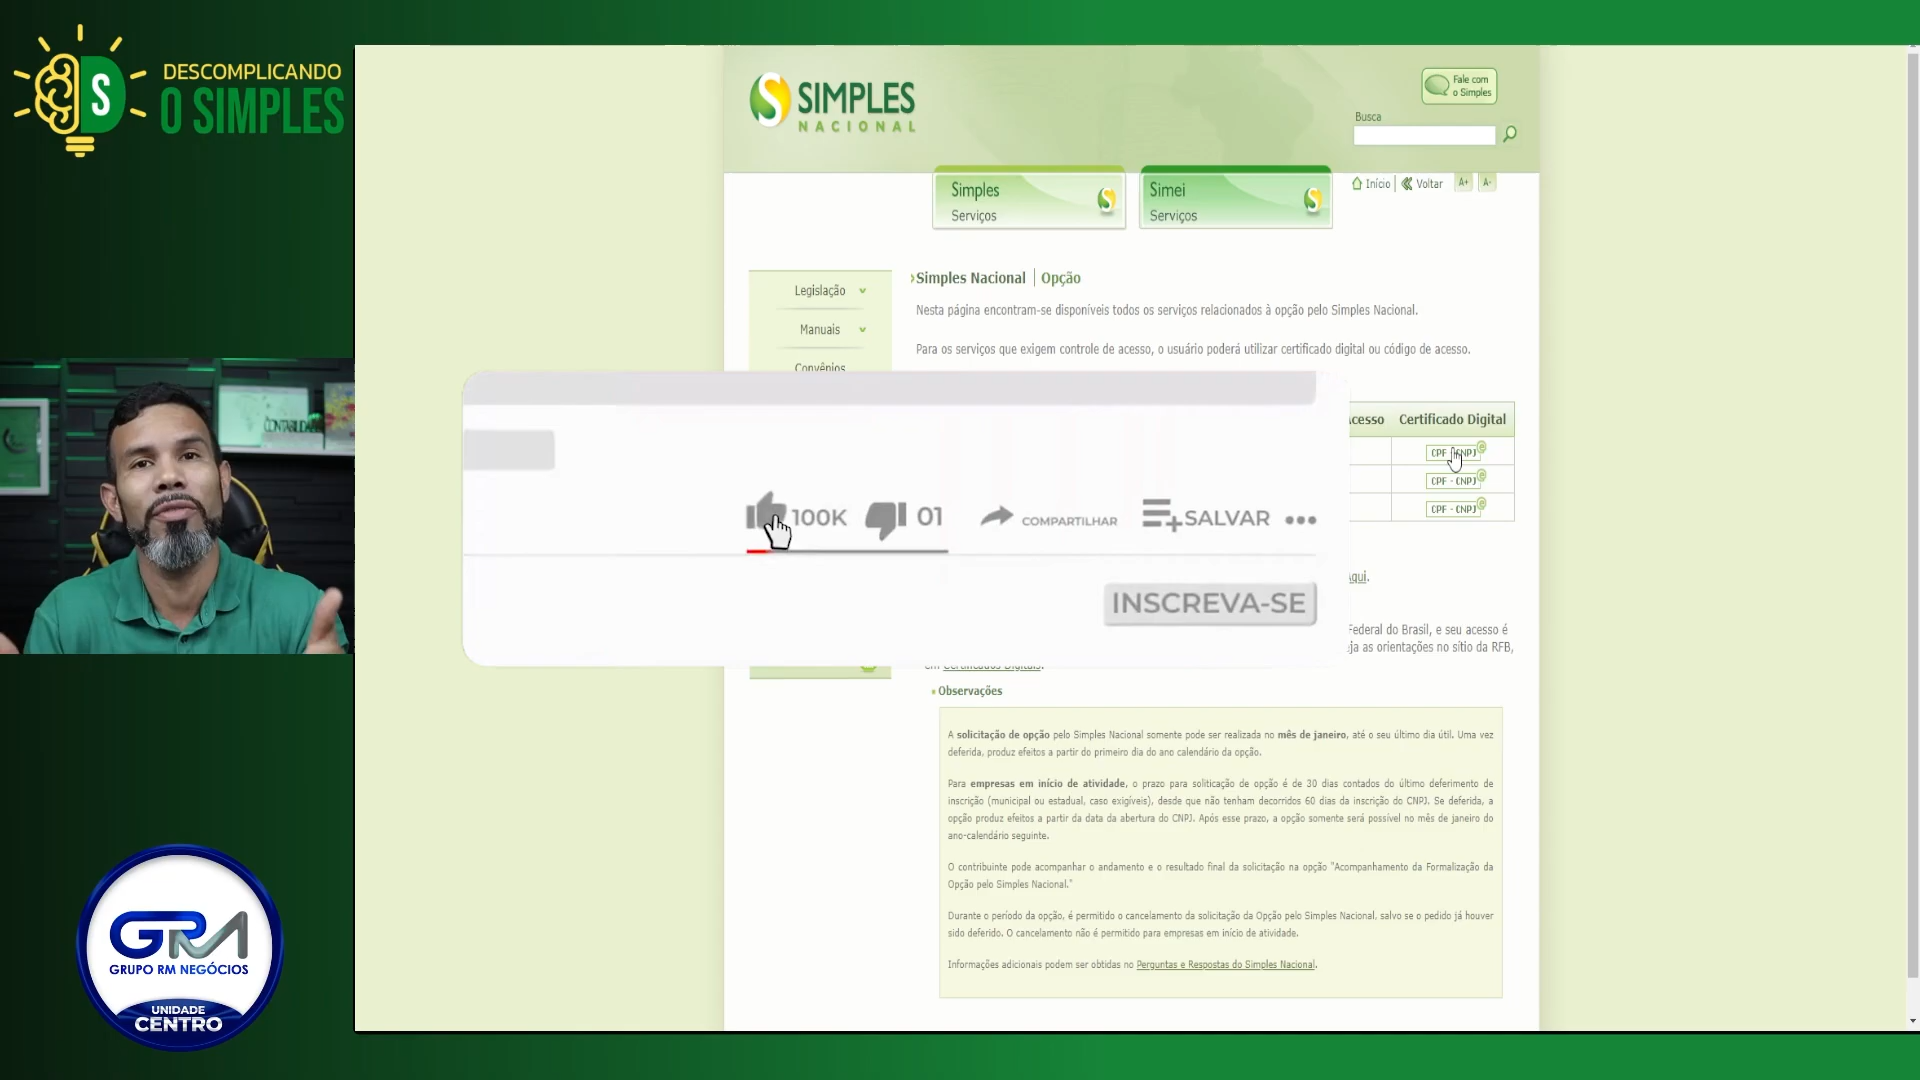 DESCOMPLICANDO
O SIMPLES
SIMPLES
NACIONAL
Fale com
o Simples
Busca
Simples
Serviços
Simei
Serviços
Início
Voltar
A+
A-
Legislação
Manuais
Convênios
Simples Nacional | Opção
Nesta página encontram-se disponíveis todos os serviços relacionados à opção pelo Simples Nacional.
Para os serviços que exigem controle de acesso, o usuário poderá utilizar certificado digital ou código de acesso.
Acesso
Certificado Digital
CPF - CNPJ
CPF - CNPJ
CPF - CNPJ
100K
01
COMPARTILHAR
SALVAR
INSCREVA-SE
Aqui.
Federal do Brasil, e seu acesso é
ja as orientações no sítio da RFB,
em Certificados Digitais.
Observações
A solicitação de opção pelo Simples Nacional somente pode ser realizada no mês de janeiro, até o seu último dia útil. Uma vez
deferida, produz efeitos a partir do primeiro dia do ano calendário da opção.
Para empresas em início de atividade, o prazo para soliticação de opção é de 30 dias contados do último deferimento de
inscrição (municipal ou estadual, caso exigíveis), desde que não tenham decorridos 60 dias da inscrição do CNPJ. Se deferida, a
opção produz efeitos a partir da data da abertura do CNPJ. Após esse prazo, a opção somente será possível no mês de janeiro do
ano-calendário seguinte.
O contribuinte pode acompanhar o andamento e o resultado final da solicitação na opção "Acompanhamento da Formalização da
Opção pelo Simples Nacional."
Durante o período da opção, é permitido o cancelamento da solicitação da Opção pelo Simples Nacional, salvo se o pedido já houver
sido deferido. O cancelamento não é permitido para empresas em início de atividade.
Informações adicionais podem ser obtidas no Perguntas e Respostas do Simples Nacional.
GRM
GRUPO RM NEGÓCIOS
UNIDADE
CENTRO